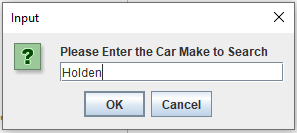 Input
Please Enter the Car Make to Search
Holden
OK Cancel